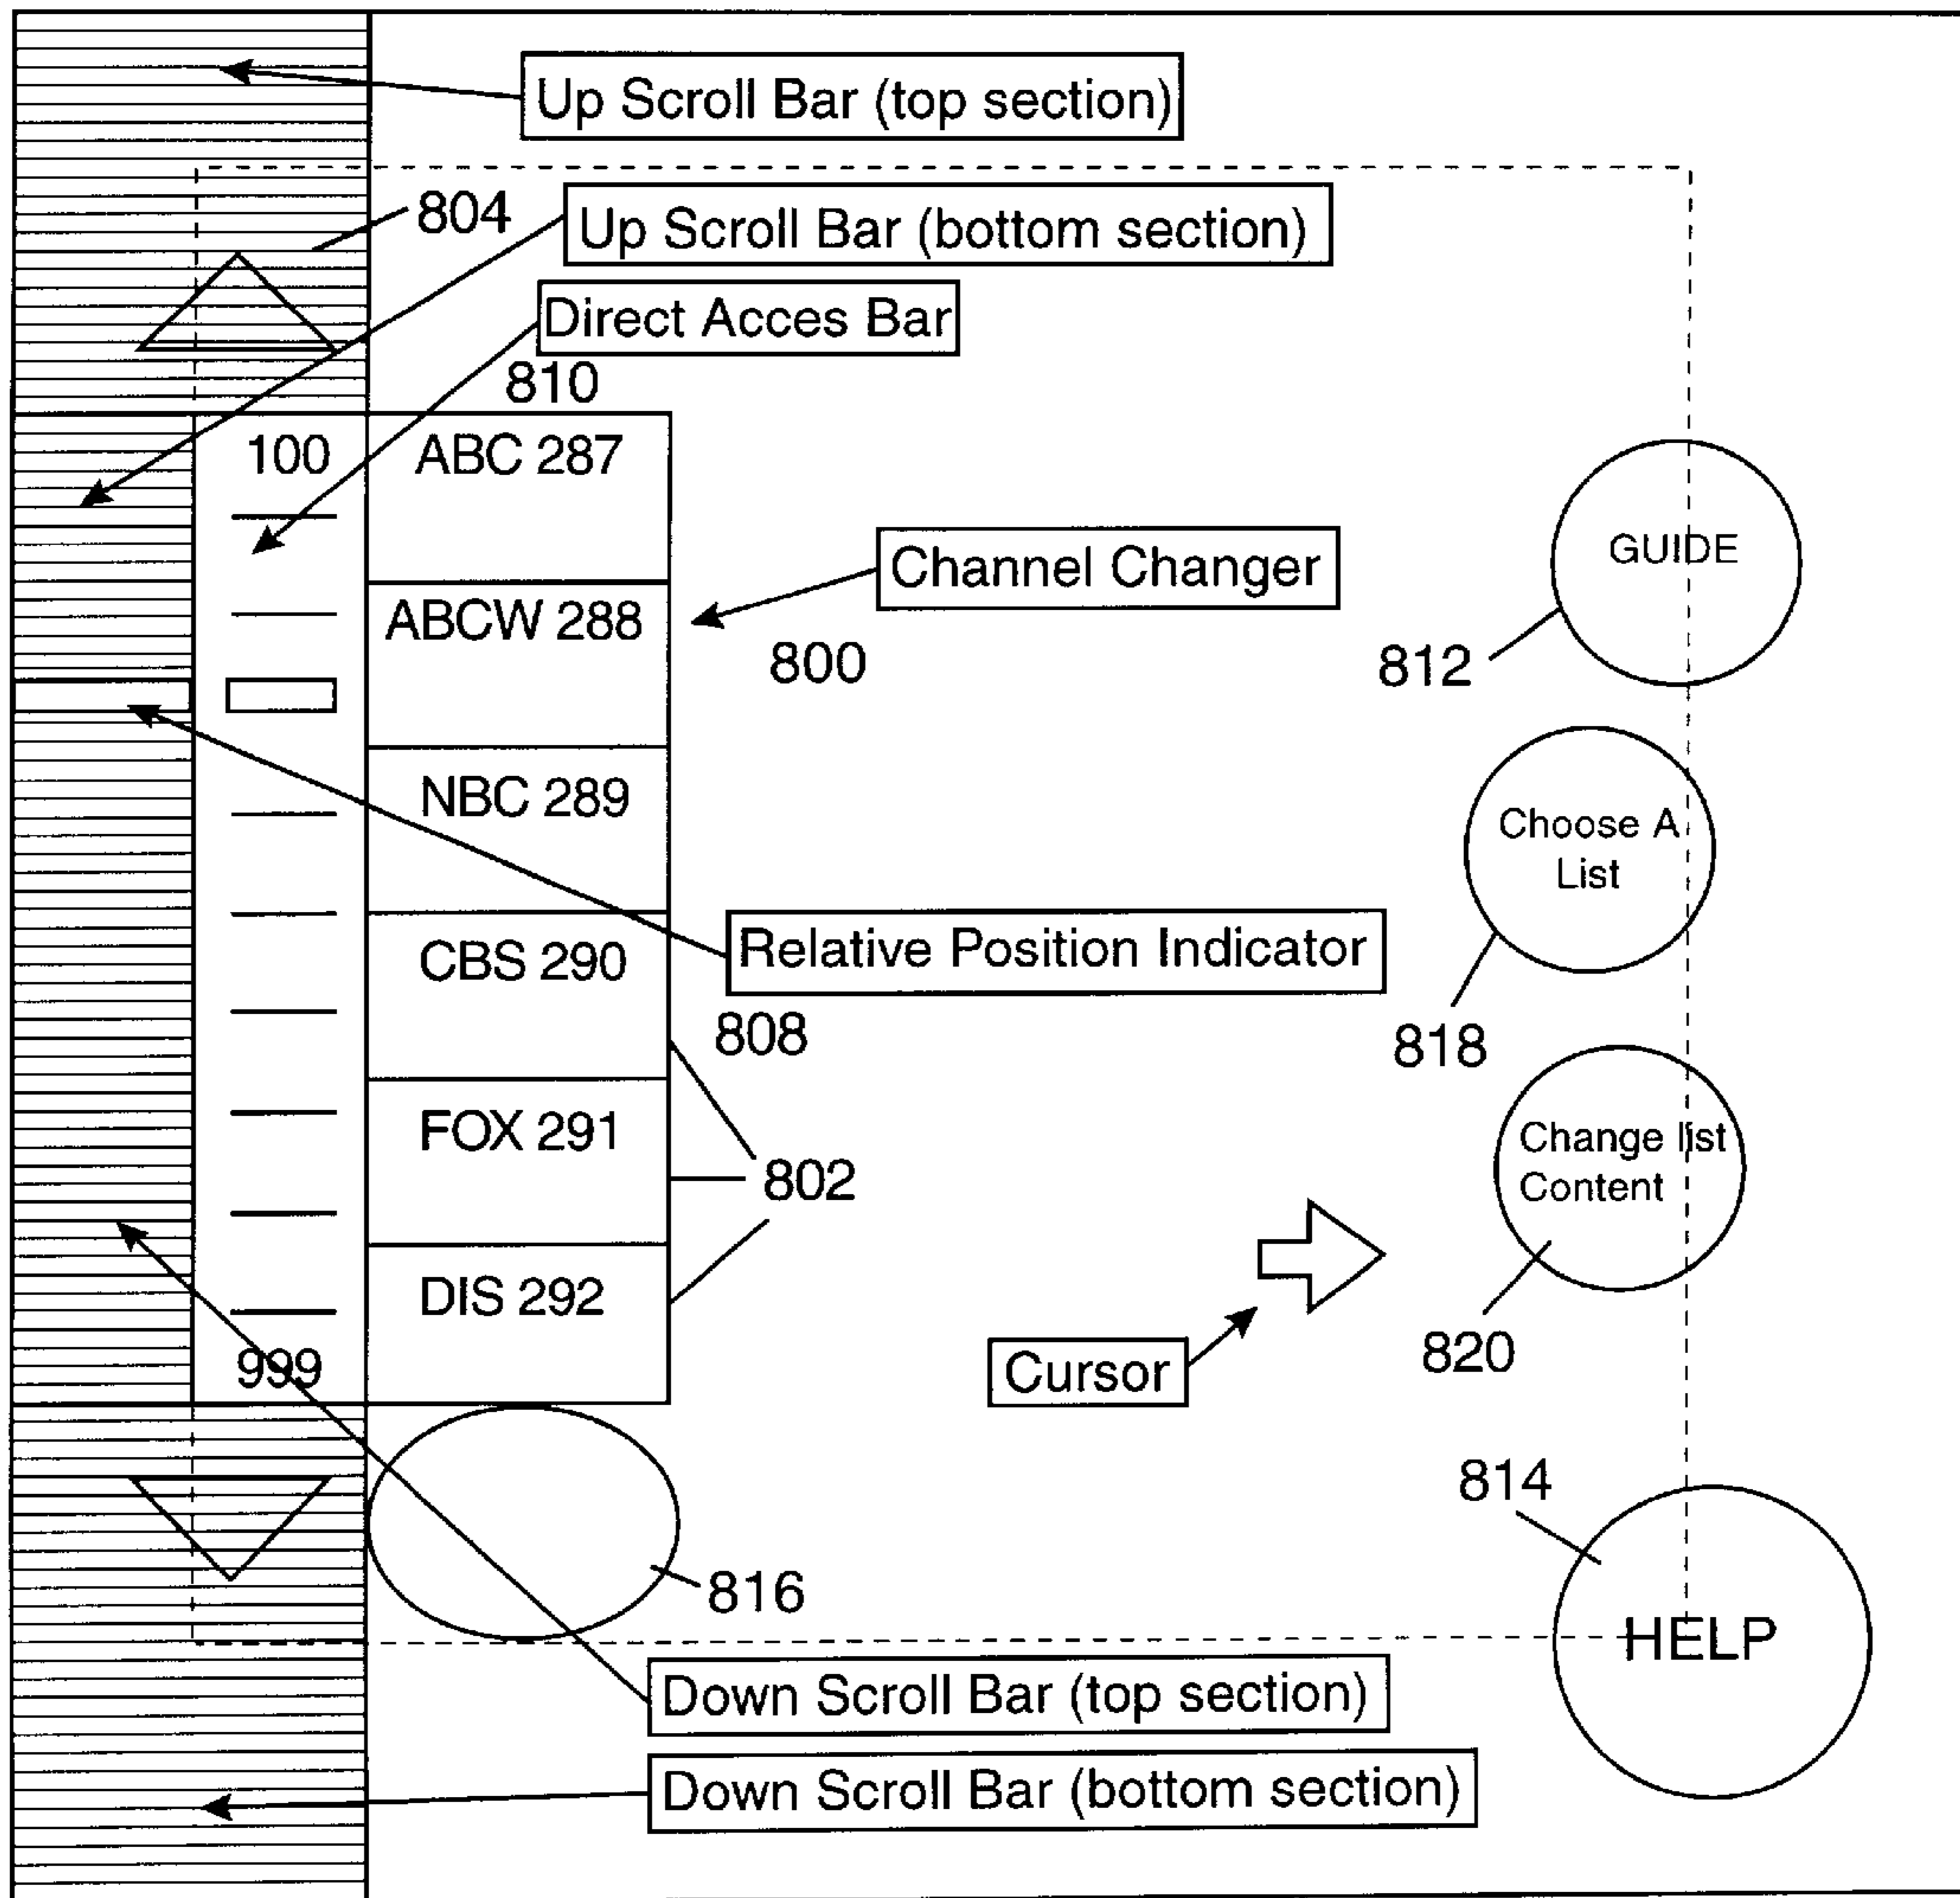 Up Scroll Bar (top section)
804
Up Scroll Bar (bottom section)
Direct Acces Bar
810
100
ABC 287
GUIDE
Channel Changer
ABCW 288
800
812
NBC 289
Choose A
List
CBS 290
Relative Position Indicator
808
818
FOX 291
Change list
Content
802
DIS 292
820
999
Cursor
814
816
HELP
Down Scroll Bar (top section)
Down Scroll Bar (bottom section)